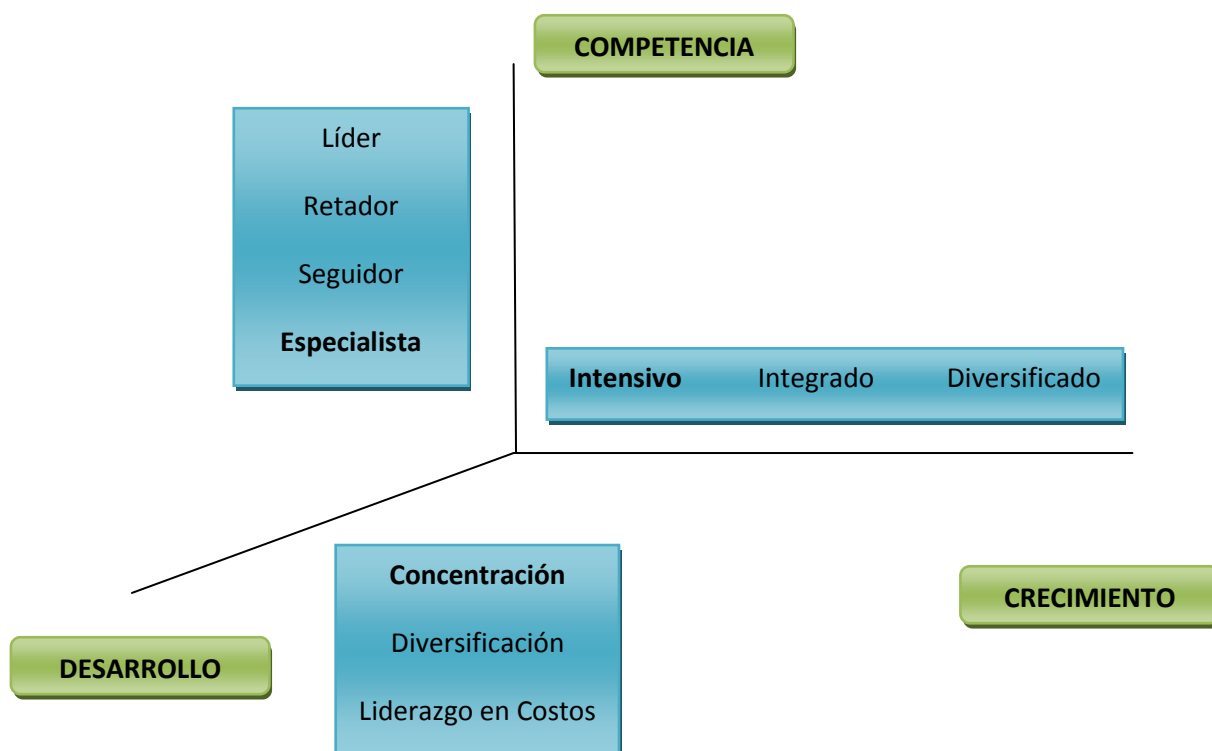 COMPETENCIA
Líder
Retador
Seguidor
Especialista
Intensivo Integrado Diversificado
Concentración
Diversificación
Liderazgo en Costos
CRECIMIENTO
DESARROLLO